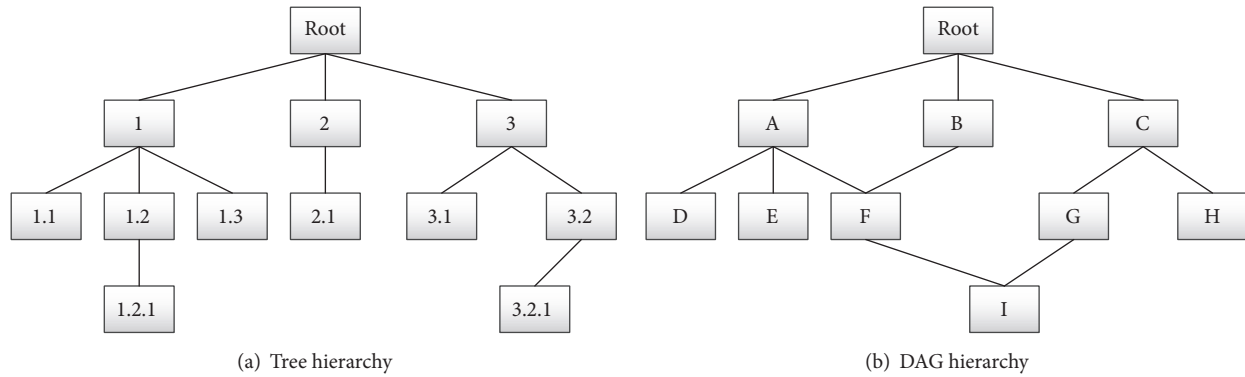 Root
1 2 3
1.1 1.2 1.3 2.1 3.1 3.2
1.2.1 3.2.1
(a) Tree hierarchy
Root
A B C
D E F G H
I
(b) DAG hierarchy